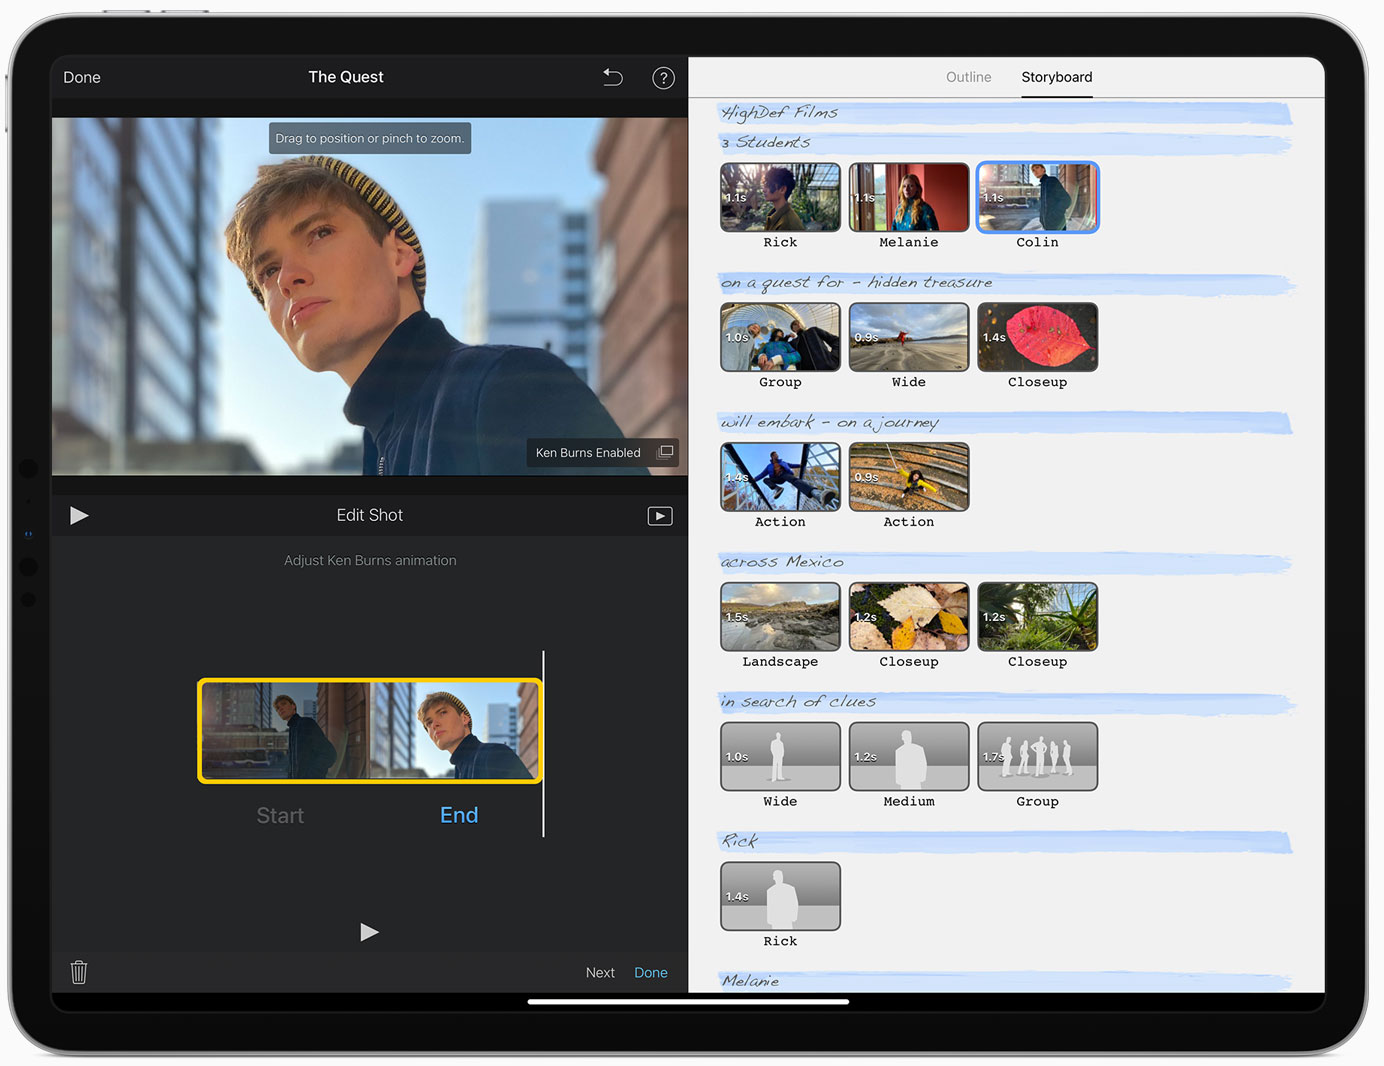 Done
The Quest
?
Drag to position or pinch to zoom.
Ken Burns Enabled
Edit Shot
Adjust Ken Burns animation
Start
End
Next
Done
Outline
Storyboard
HighDef Films
3 Students
1.1s
1.1s
1.1s
Rick
Melanie
Colin
on a quest for - hidden treasure
1.0s
0.9s
1.4s
Group
Wide
Closeup
will embark - on a journey
1.4s
0.9s
Action
Action
across Mexico
1.5s
1.2s
1.2s
Landscape
Closeup
Closeup
in search of clues
1.0s
1.2s
1.7s
Wide
Medium
Group
Rick
1.4s
Rick
Melanie